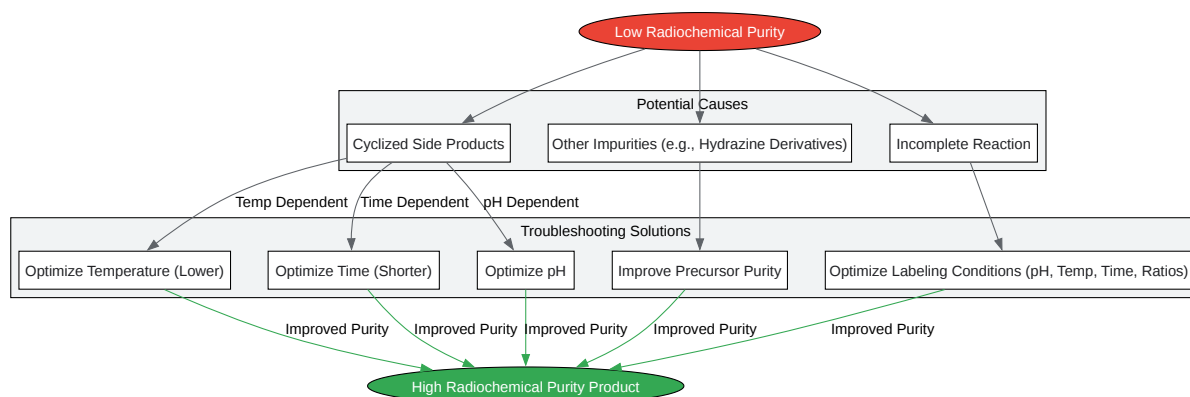 Low Radiochemical Purity
Potential Causes
Cyclized Side Products
Other Impurities (e.g., Hydrazine Derivatives)
Incomplete Reaction
Temp Dependent
Time Dependent
pH Dependent
Troubleshooting Solutions
Optimize Temperature (Lower)
Optimize Time (Shorter)
Optimize pH
Improve Precursor Purity
Optimize Labeling Conditions (pH, Temp, Time, Ratios)
Improved Purity
Improved Purity
Improved Purity
Improved Purity
Improved Purity
High Radiochemical Purity Product